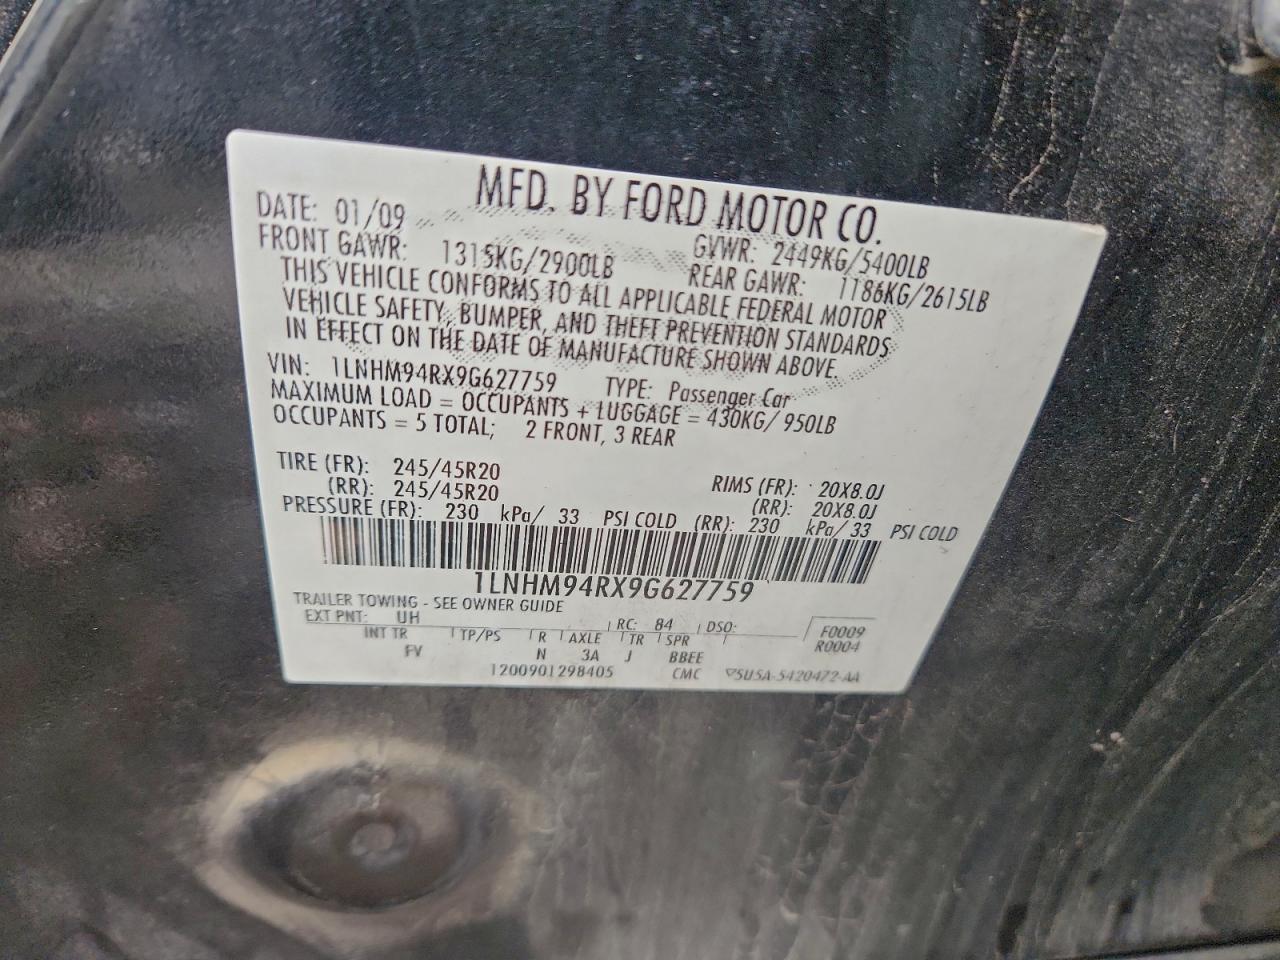 MFD. BY FORD MOTOR CO.
DATE: 01/09 GVWR: 2449KG/5400LB
FRONT GAWR: 1315KG/2900LB REAR GAWR: 1186KG/2615LB
THIS VEHICLE CONFORMS TO ALL APPLICABLE FEDERAL MOTOR
VEHICLE SAFETY, BUMPER, AND THEFT PREVENTION STANDARDS
IN EFFECT ON THE DATE OF MANUFACTURE SHOWN ABOVE.
VIN: 1LNHM94RX9G627759 TYPE: Passenger Car
MAXIMUM LOAD = OCCUPANTS + LUGGAGE = 430KG/ 950LB
OCCUPANTS = 5 TOTAL; 2 FRONT, 3 REAR
TIRE (FR): 245/45R20 RIMS (FR): 20X8.0J
(RR): 245/45R20 (RR): 20X8.0J
PRESSURE (FR): 230 kPa/ 33 PSI COLD (RR): 230 kPa/ 33 PSI COLD
1LNHM94RX9G627759
TRAILER TOWING - SEE OWNER GUIDE
EXT PNT: UH RC: 84 DSO: F0009
INT TR TP/PS R AXLE TR SPR R0004
FV N 3A J BBEE
1200901298405 CMC 5U5A-5420472-AA